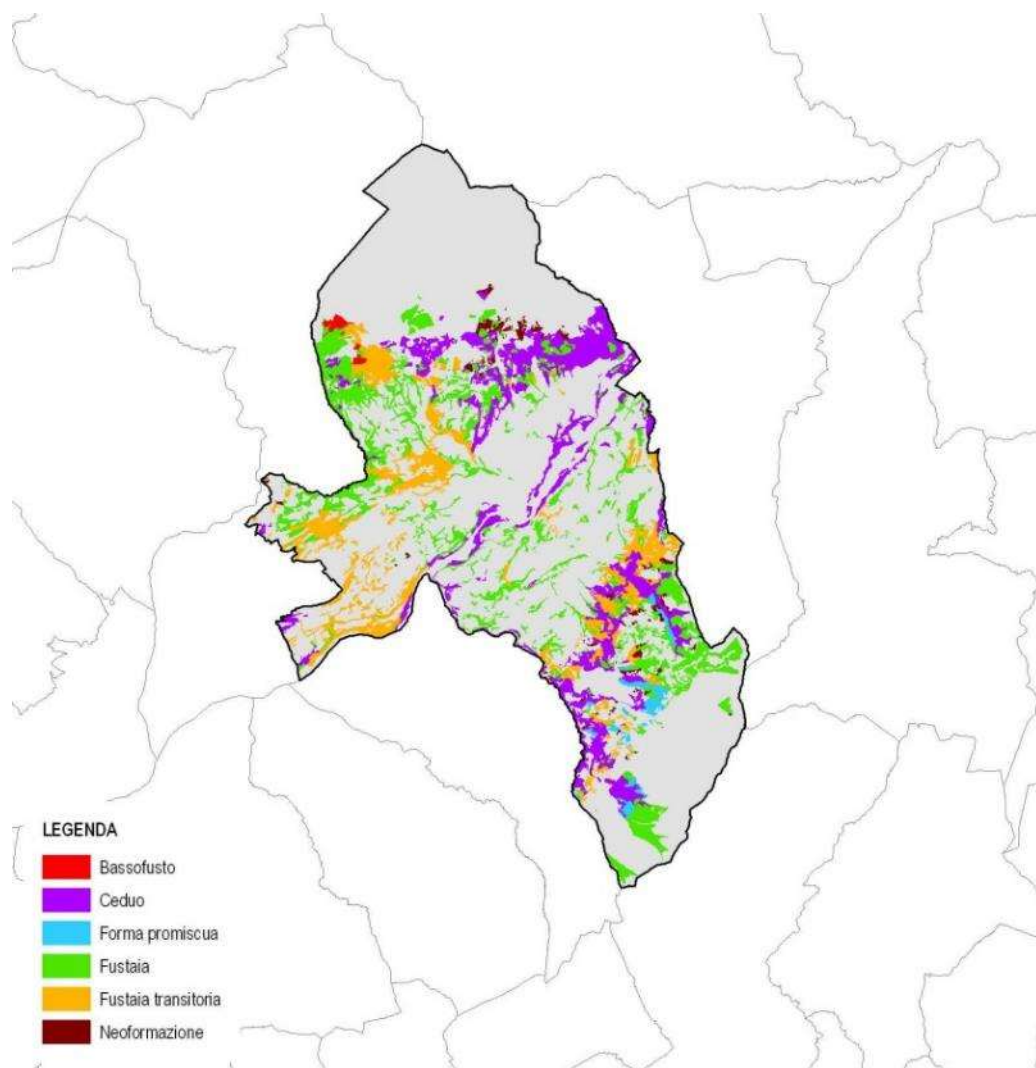 LEGENDA
Bassofusto
Ceduo
Forma promiscua
Fustaia
Fustaia transitoria
Neoformazione